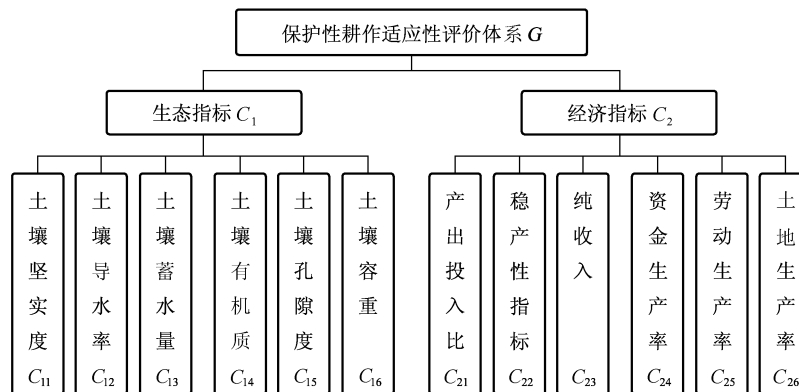 保护性耕作适应性评价体系 G
生态指标 C₁
经济指标 C₂
土壤坚实度 C₁₁
土壤导水率 C₁₂
土壤蓄水量 C₁₃
土壤有机质 C₁₄
土壤孔隙度 C₁₅
土壤容重 C₁₆
产出投入比 C₂₁
稳产性指标 C₂₂
纯收入 C₂₃
资金生产率 C₂₄
劳动生产率 C₂₅
土地生产率 C₂₆